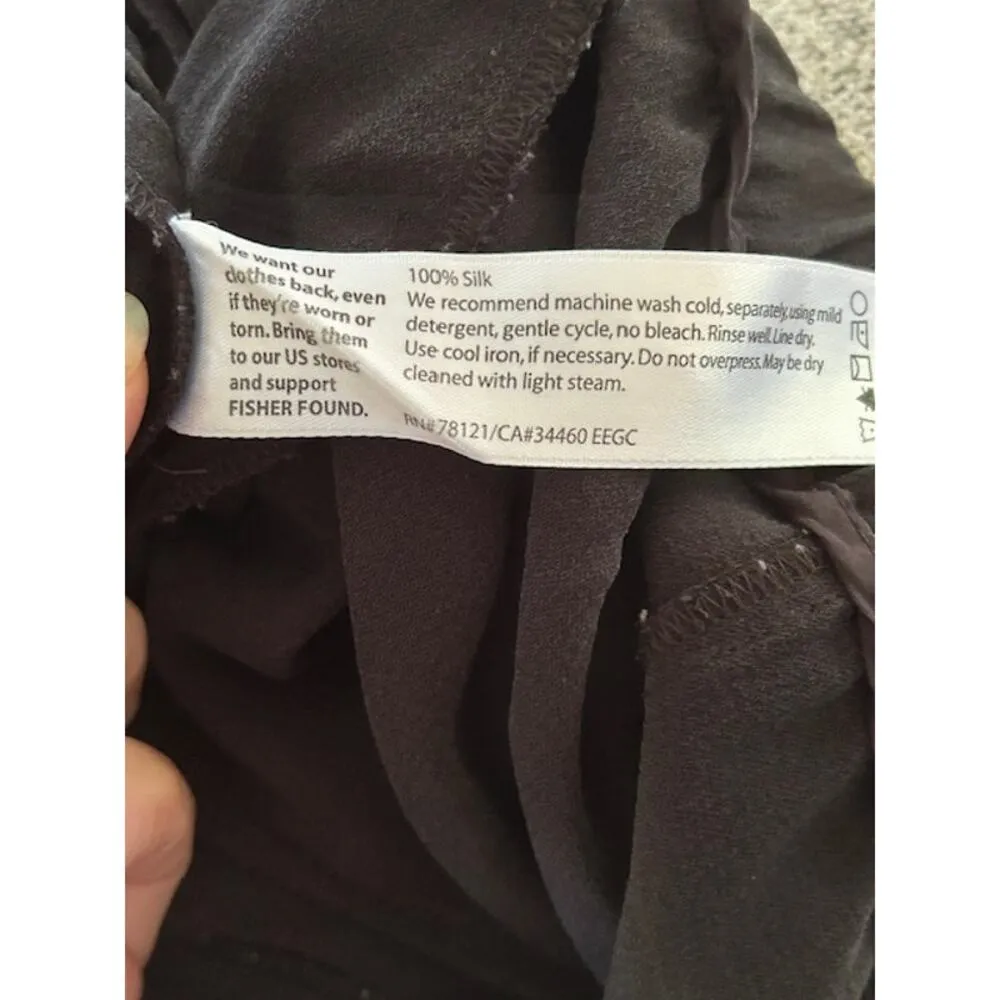 We want our
clothes back, even
if they're worn or
torn. Bring them
to our US stores
and support
FISHER FOUND.
100% Silk
We recommend machine wash cold, separately, using mild
detergent, gentle cycle, no bleach. Rinse well. Line dry.
Use cool iron, if necessary. Do not overpress. May be dry
cleaned with light steam.
RN#78121/CA#34460 EEGC